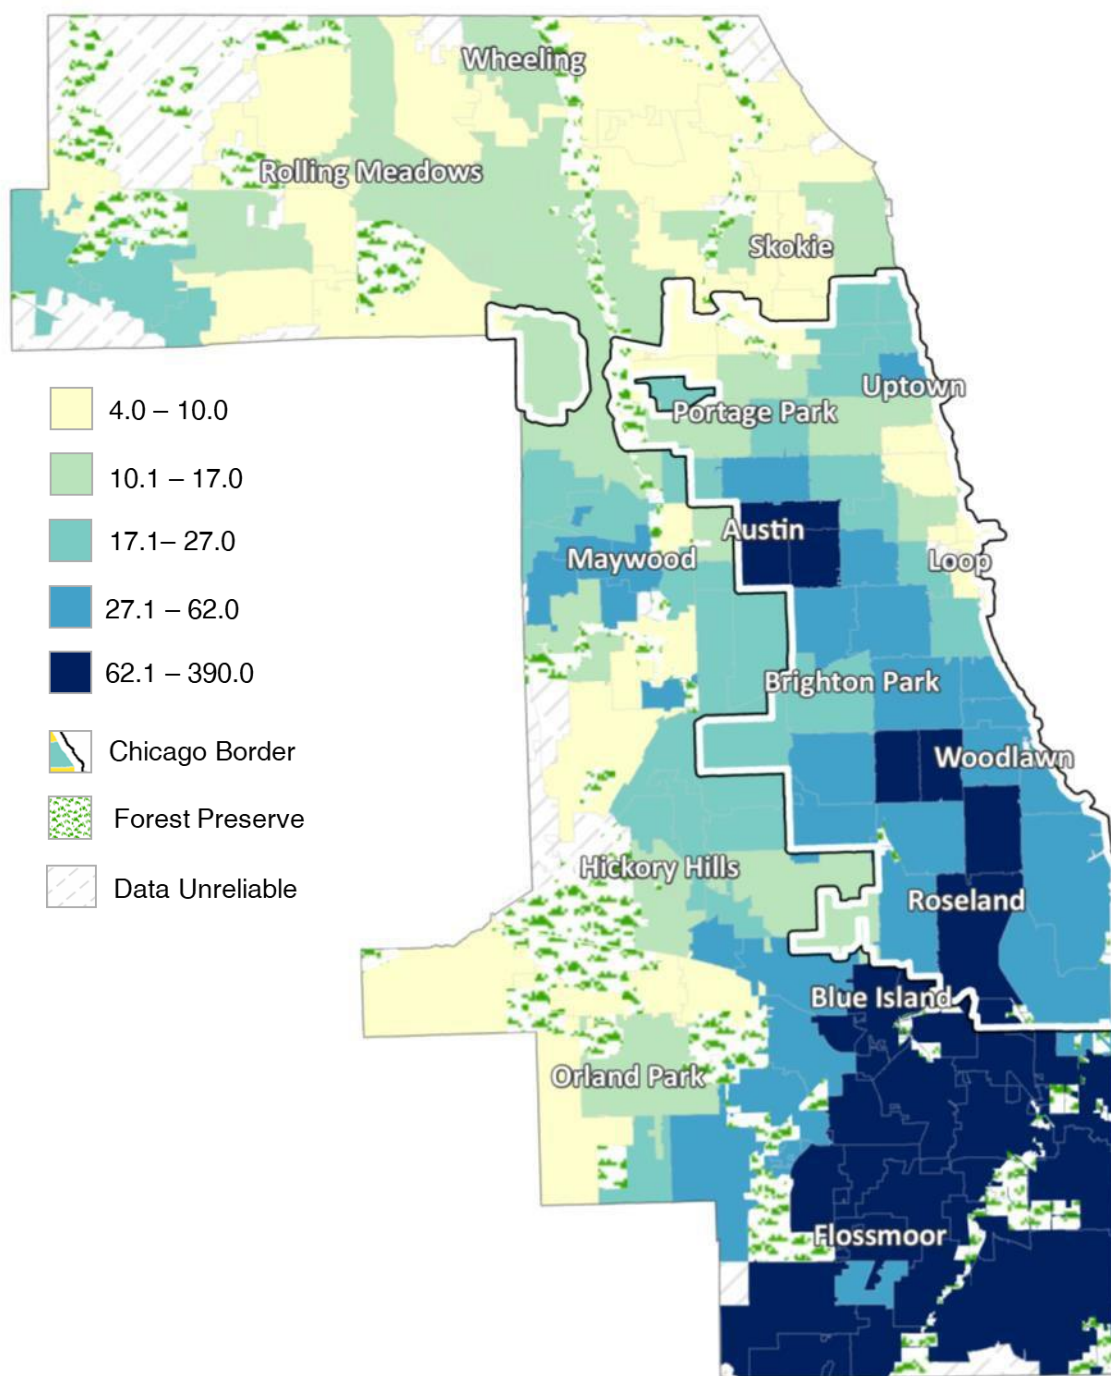 Wheeling
Rolling Meadows
Skokie
Uptown
4.0 – 10.0
Portage Park
10.1 – 17.0
Austin
17.1– 27.0
Maywood
Loop
27.1 – 62.0
62.1 – 390.0
Brighton Park
Chicago Border
Woodlawn
Forest Preserve
Hickory Hills
Data Unreliable
Roseland
Blue Island
Orland Park
Flossmoor